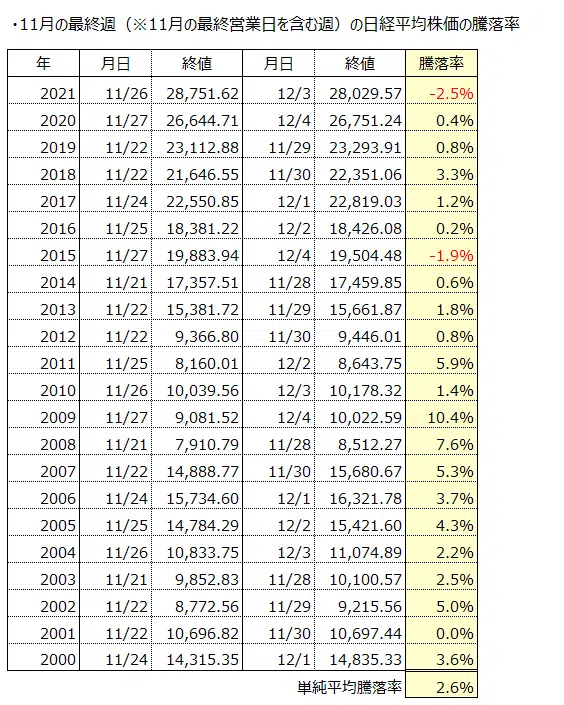 ・11月の最終週（※11月の最終営業日を含む週）の日経平均株価の騰落率
年 月日 終値 月日 終値 騰落率
2021 11/26 28,751.62 12/3 28,029.57 -2.5%
2020 11/27 26,644.71 12/4 26,751.24 0.4%
2019 11/22 23,112.88 11/29 23,293.91 0.8%
2018 11/22 21,646.55 11/30 22,351.06 3.3%
2017 11/24 22,550.85 12/1 22,819.03 1.2%
2016 11/25 18,381.22 12/2 18,426.08 0.2%
2015 11/27 19,883.94 12/4 19,504.48 -1.9%
2014 11/21 17,357.51 11/28 17,459.85 0.6%
2013 11/22 15,381.72 11/29 15,661.87 1.8%
2012 11/22 9,366.80 11/30 9,446.01 0.8%
2011 11/25 8,160.01 12/2 8,643.75 5.9%
2010 11/26 10,039.56 12/3 10,178.32 1.4%
2009 11/27 9,081.52 12/4 10,022.59 10.4%
2008 11/21 7,910.79 11/28 8,512.27 7.6%
2007 11/22 14,888.77 11/30 15,680.67 5.3%
2006 11/24 15,734.60 12/1 16,321.78 3.7%
2005 11/25 14,784.29 12/2 15,421.60 4.3%
2004 11/26 10,833.75 12/3 11,074.89 2.2%
2003 11/21 9,852.83 11/28 10,100.57 2.5%
2002 11/22 8,772.56 11/29 9,215.56 5.0%
2001 11/22 10,696.82 11/30 10,697.44 0.0%
2000 11/24 14,315.35 12/1 14,835.33 3.6%
単純平均騰落率 2.6%